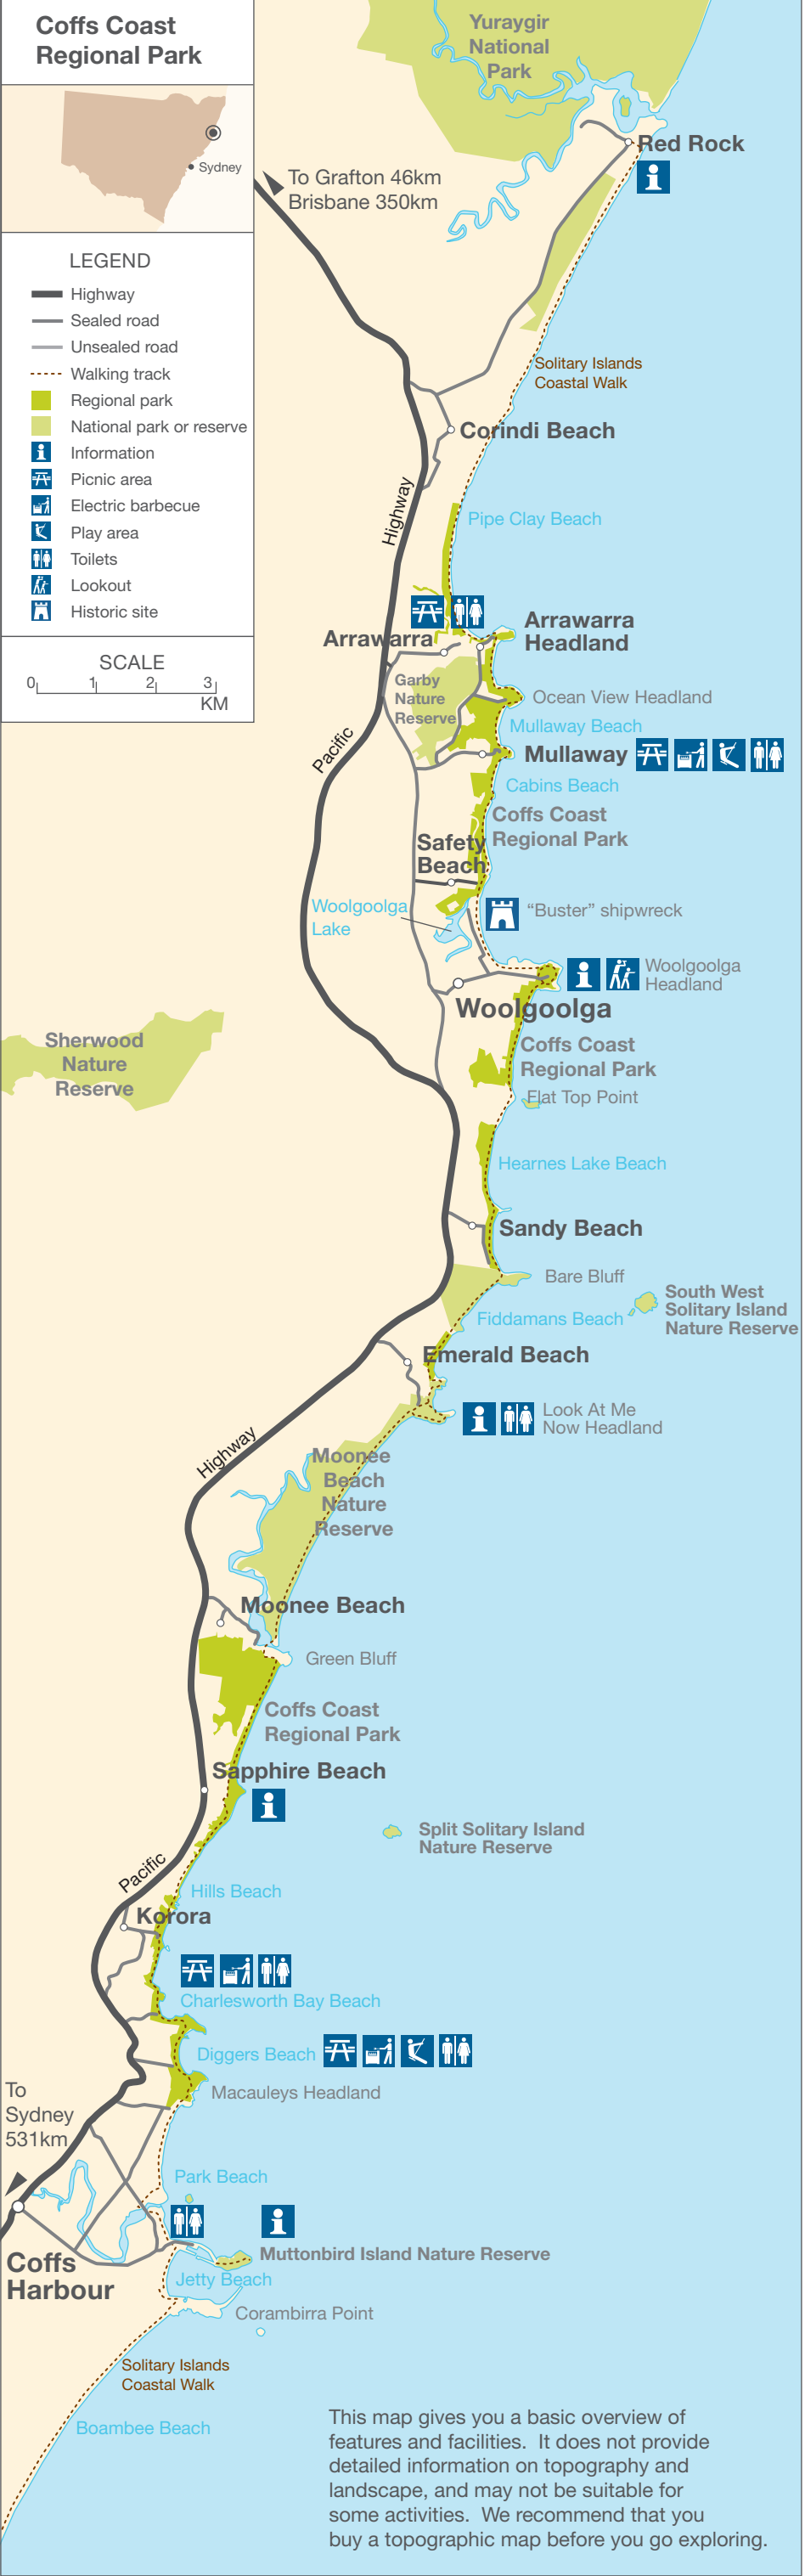 Coffs Coast
Regional Park
Sydney
LEGEND
Highway
Sealed road
Unsealed road
Walking track
Regional park
National park or reserve
Information
Picnic area
Electric barbecue
Play area
Toilets
Lookout
Historic site
SCALE
0 1 2 3
KM
Yuraygir
National
Park
Red Rock
To Grafton 46km
Brisbane 350km
Solitary Islands
Coastal Walk
Corindi Beach
Highway
Pipe Clay Beach
Arrawarra
Arrawarra
Headland
Garby
Nature
Reserve
Ocean View Headland
Mullaway Beach
Pacific
Mullaway
Cabins Beach
Coffs Coast
Regional Park
Safety
Beach
Woolgoolga
Lake
“Buster” shipwreck
Woolgoolga
Headland
Woolgoolga
Sherwood
Nature
Reserve
Coffs Coast
Regional Park
Flat Top Point
Hearnes Lake Beach
Sandy Beach
Bare Bluff
South West
Solitary Island
Nature Reserve
Fiddamans Beach
Emerald Beach
Look At Me
Now Headland
Highway
Moonee
Beach
Nature
Reserve
Moonee Beach
Green Bluff
Coffs Coast
Regional Park
Sapphire Beach
Split Solitary Island
Nature Reserve
Pacific
Hills Beach
Korora
Charlesworth Bay Beach
Diggers Beach
Macauleys Headland
To
Sydney
531km
Park Beach
Muttonbird Island Nature Reserve
Coffs
Harbour
Jetty Beach
Corambirra Point
Solitary Islands
Coastal Walk
Boambee Beach
This map gives you a basic overview of
features and facilities.  It does not provide
detailed information on topography and
landscape, and may not be suitable for
some activities.  We recommend that you
buy a topographic map before you go exploring.